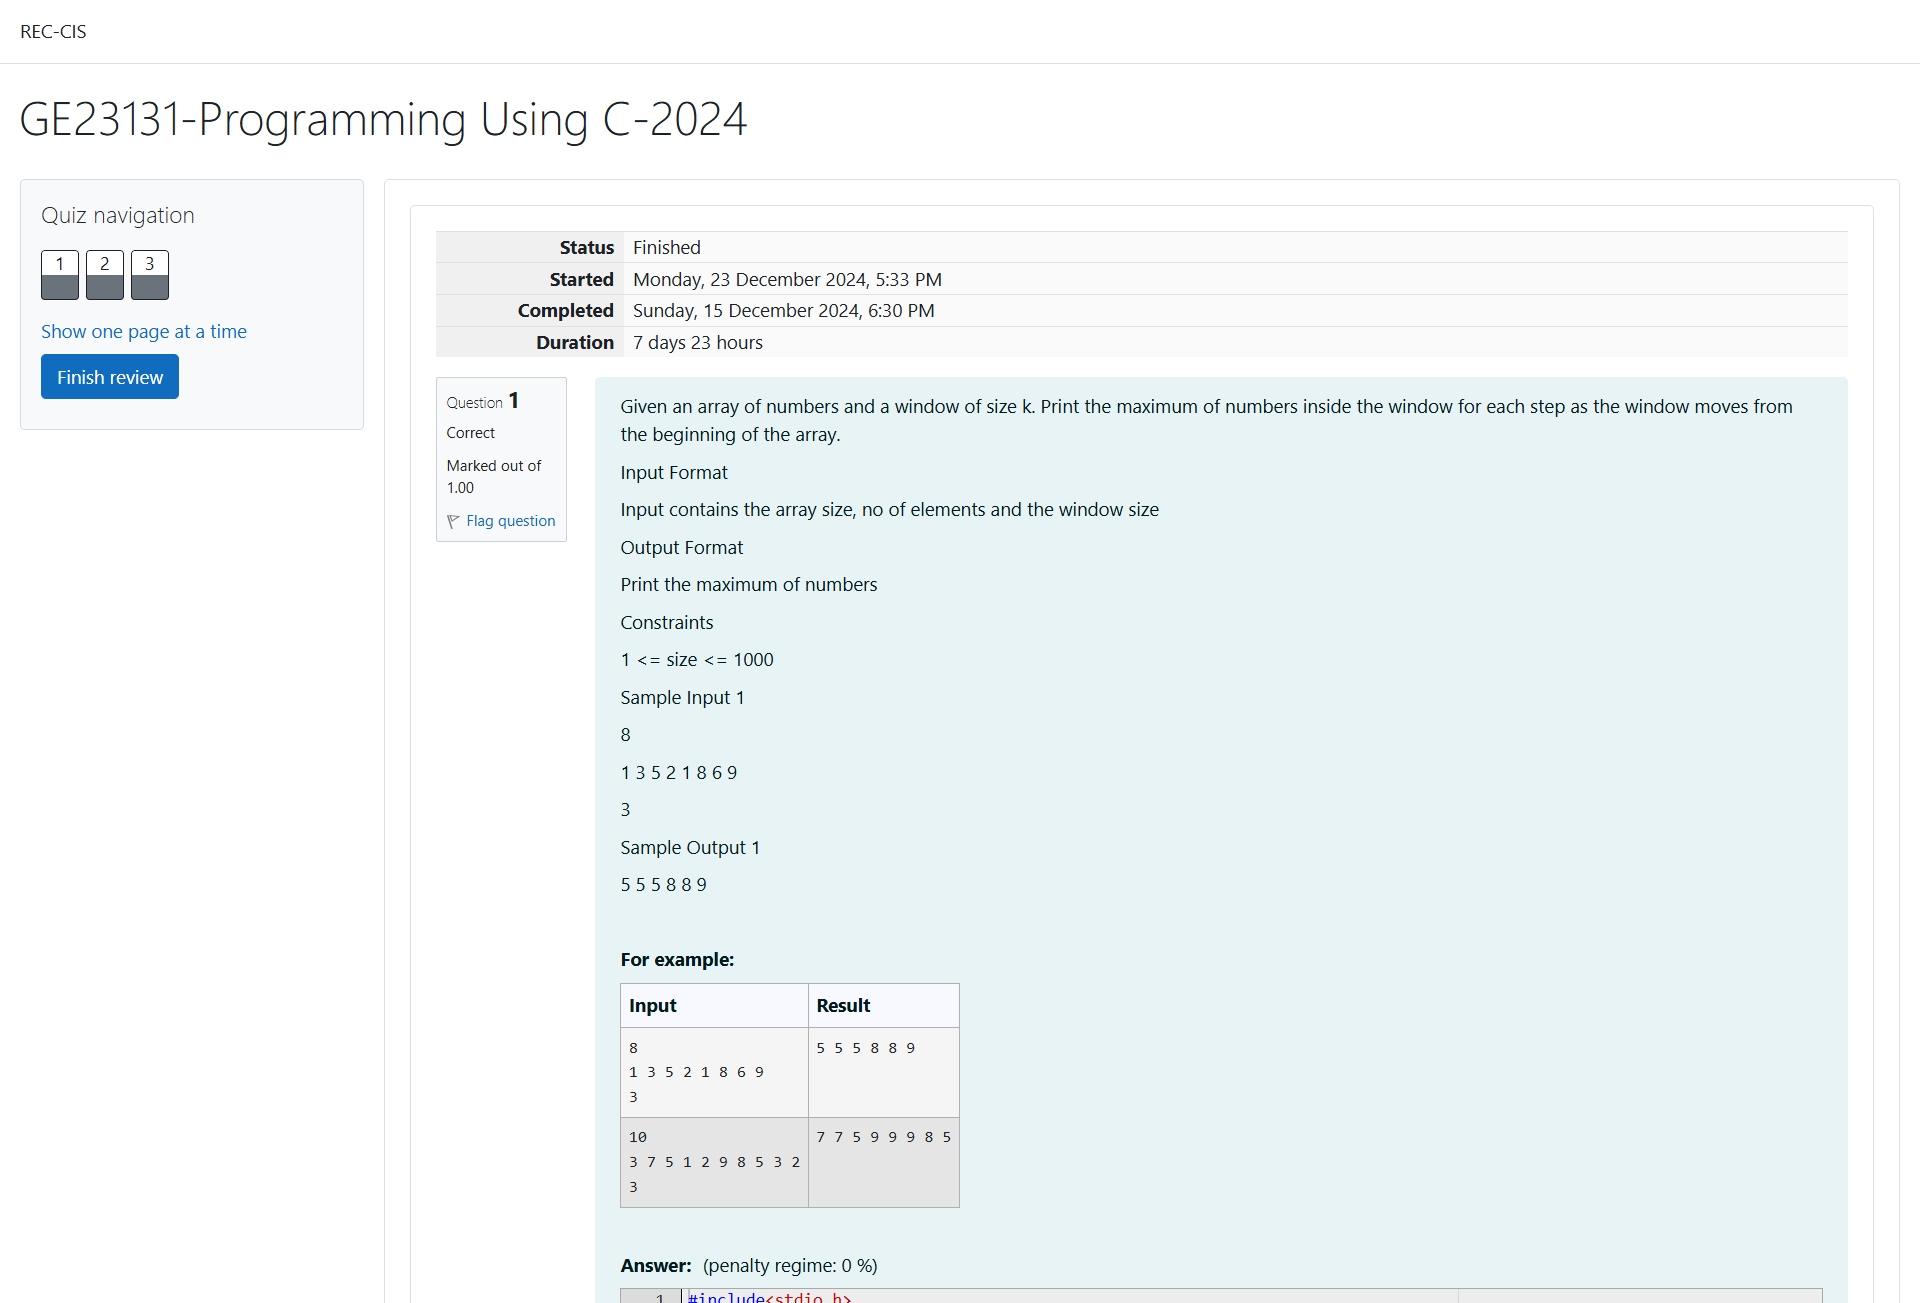 REC-CIS
GE23131-Programming Using C-2024
Quiz navigation
1 2 3
Show one page at a time
Finish review
Status Finished
Started Monday, 23 December 2024, 5:33 PM
Completed Sunday, 15 December 2024, 6:30 PM
Duration 7 days 23 hours
Question 1
Correct
Marked out of
1.00
Flag question
Given an array of numbers and a window of size k. Print the maximum of numbers inside the window for each step as the window moves from
the beginning of the array.
Input Format
Input contains the array size, no of elements and the window size
Output Format
Print the maximum of numbers
Constraints
1 <= size <= 1000
Sample Input 1
8
1 3 5 2 1 8 6 9
3
Sample Output 1
5 5 5 8 8 9
For example:
Input Result
8 5 5 5 8 8 9
1 3 5 2 1 8 6 9
3
10 7 7 5 9 9 9 8 5
3 7 5 1 2 9 8 5 3 2
3
Answer: (penalty regime: 0 %)
1 #include<stdio.h>